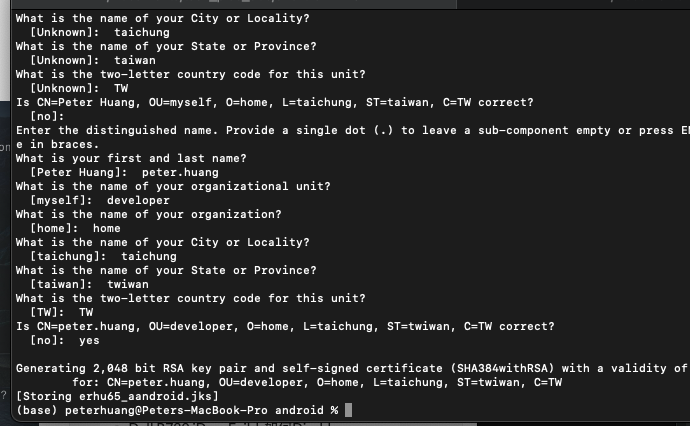 What is the name of your City or Locality?
[Unknown]:  taichung
What is the name of your State or Province?
[Unknown]:  taiwan
What is the two-letter country code for this unit?
[Unknown]:  TW
Is CN=Peter Huang, OU=myself, O=home, L=taichung, ST=taiwan, C=TW correct?
[no]:
Enter the distinguished name. Provide a single dot (.) to leave a sub-component empty or press
e in braces.
What is your first and last name?
[Peter Huang]:  peter.huang
What is the name of your organizational unit?
[myself]:  developer
What is the name of your organization?
[home]:  home
What is the name of your City or Locality?
[taichung]:  taichung
What is the name of your State or Province?
[taiwan]:  twiwan
What is the two-letter country code for this unit?
[TW]:  TW
Is CN=peter.huang, OU=developer, O=home, L=taichung, ST=twiwan, C=TW correct?
[no]:  yes
Generating 2,048 bit RSA key pair and self-signed certificate (SHA384withRSA) with a validity of
for: CN=peter.huang, OU=developer, O=home, L=taichung, ST=twiwan, C=TW
[Storing erhu65_aandroid.jks]
(base) peterhuang@Peters-MacBook-Pro android %